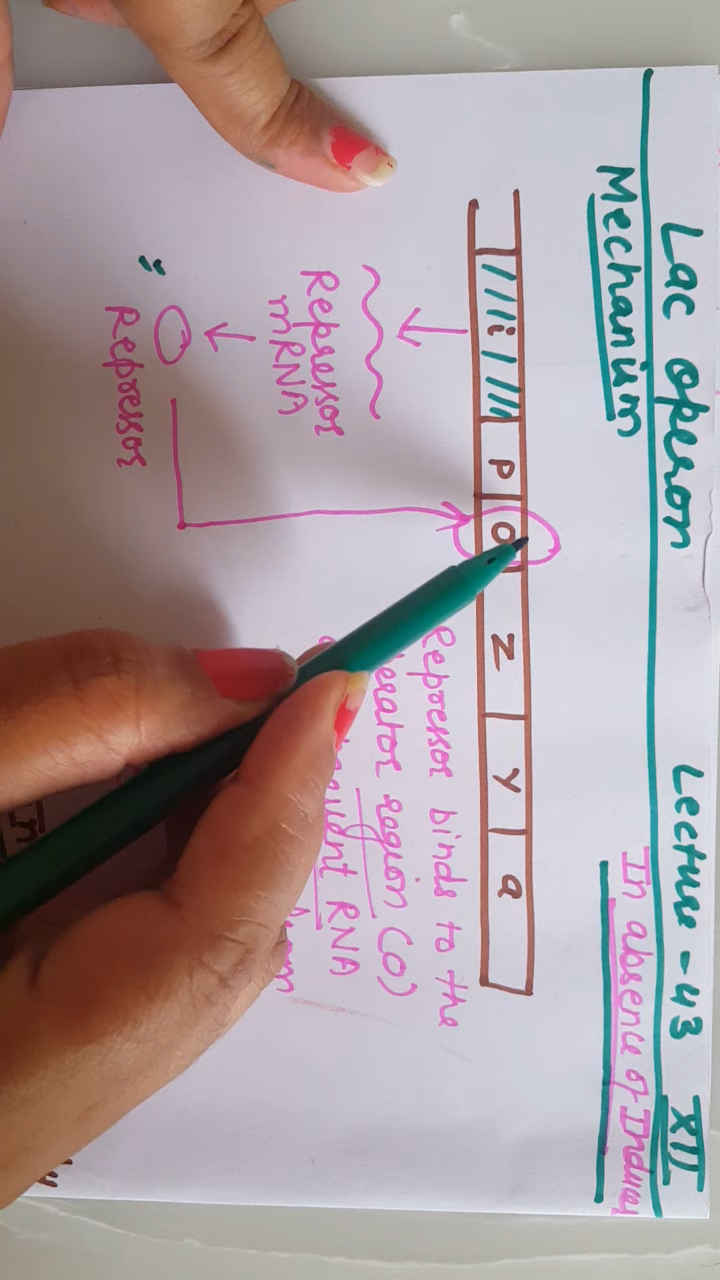 Lac operon Lecture - 43 XII
Mechanism In absence of Inducer
i P O Z Y a
Repressor
mRNA
Repressor
Repressor binds to the
region (O)
RNA